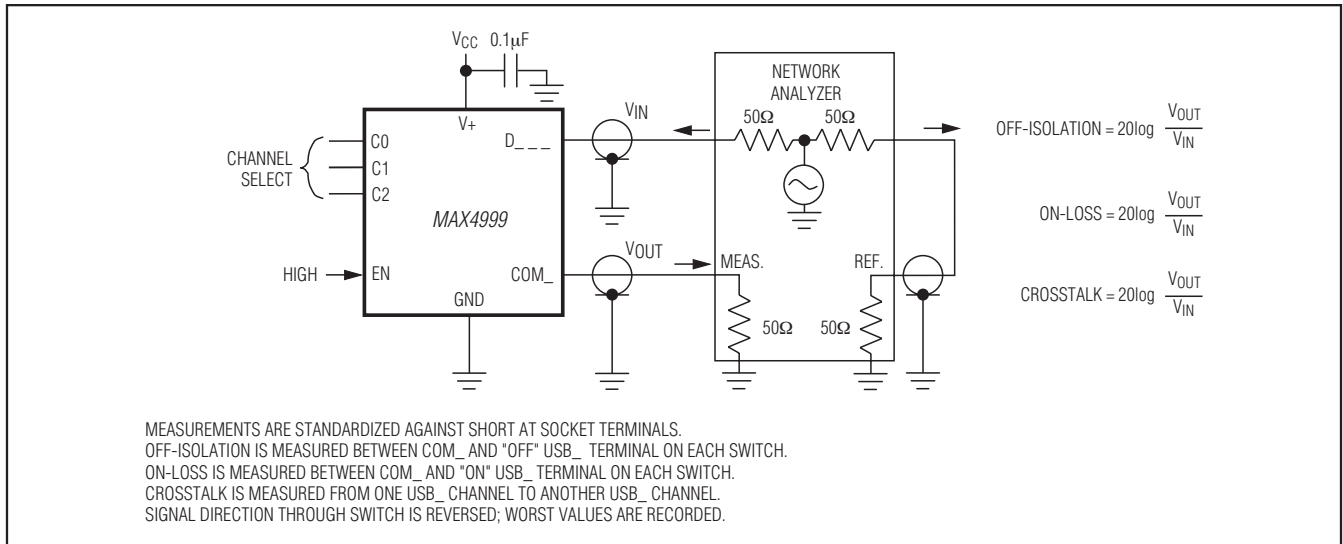 VCC 0.1µF
NETWORK
ANALYZER
50Ω 50Ω
VIN
V+
C0
C1
C2
CHANNEL
SELECT
D_ _ _
MAX4999
OFF-ISOLATION = 20log VOUT
VIN
ON-LOSS = 20log VOUT
VIN
HIGH
EN
COM_
VOUT
MEAS.
REF.
GND
50Ω 50Ω
CROSSTALK = 20log VOUT
VIN
MEASUREMENTS ARE STANDARDIZED AGAINST SHORT AT SOCKET TERMINALS.
OFF-ISOLATION IS MEASURED BETWEEN COM_ AND "OFF" USB_ TERMINAL ON EACH SWITCH.
ON-LOSS IS MEASURED BETWEEN COM_ AND "ON" USB_ TERMINAL ON EACH SWITCH.
CROSSTALK IS MEASURED FROM ONE USB_ CHANNEL TO ANOTHER USB_ CHANNEL.
SIGNAL DIRECTION THROUGH SWITCH IS REVERSED; WORST VALUES ARE RECORDED.